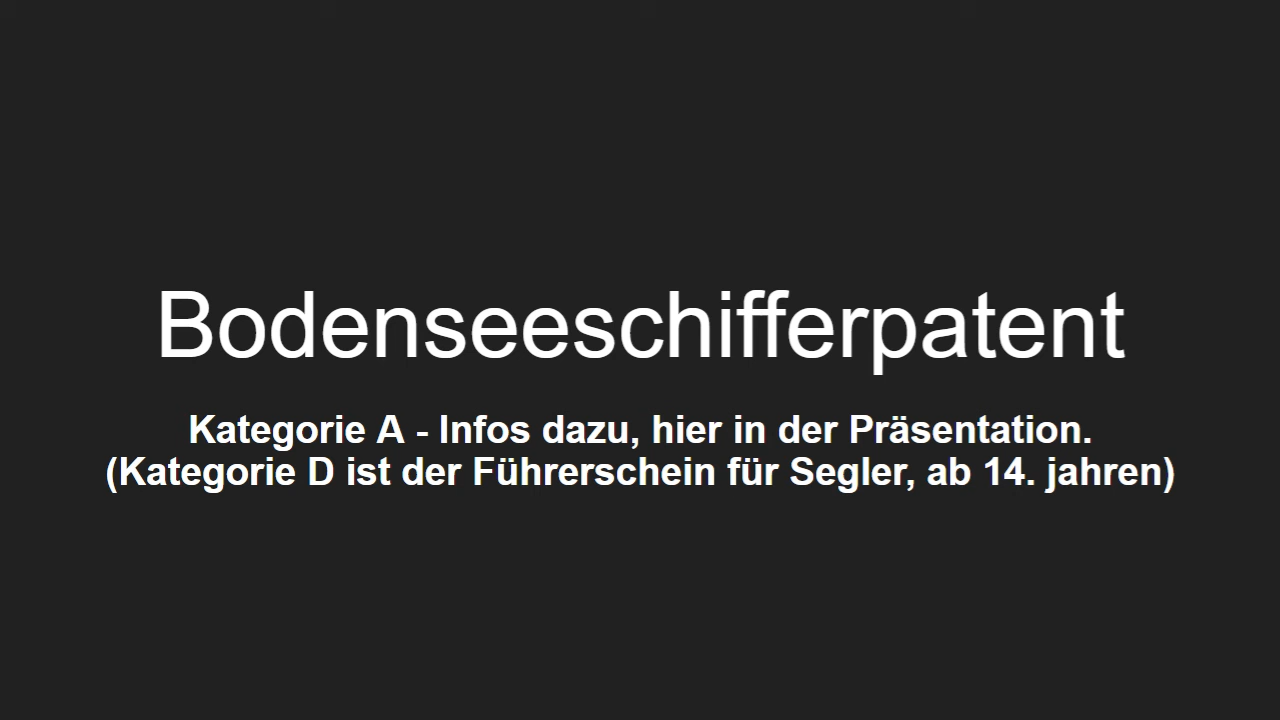 Bodenseeschifferpatent
Kategorie A - Infos dazu, hier in der Präsentation.
(Kategorie D ist der Führerschein für Segler, ab 14. jahren)